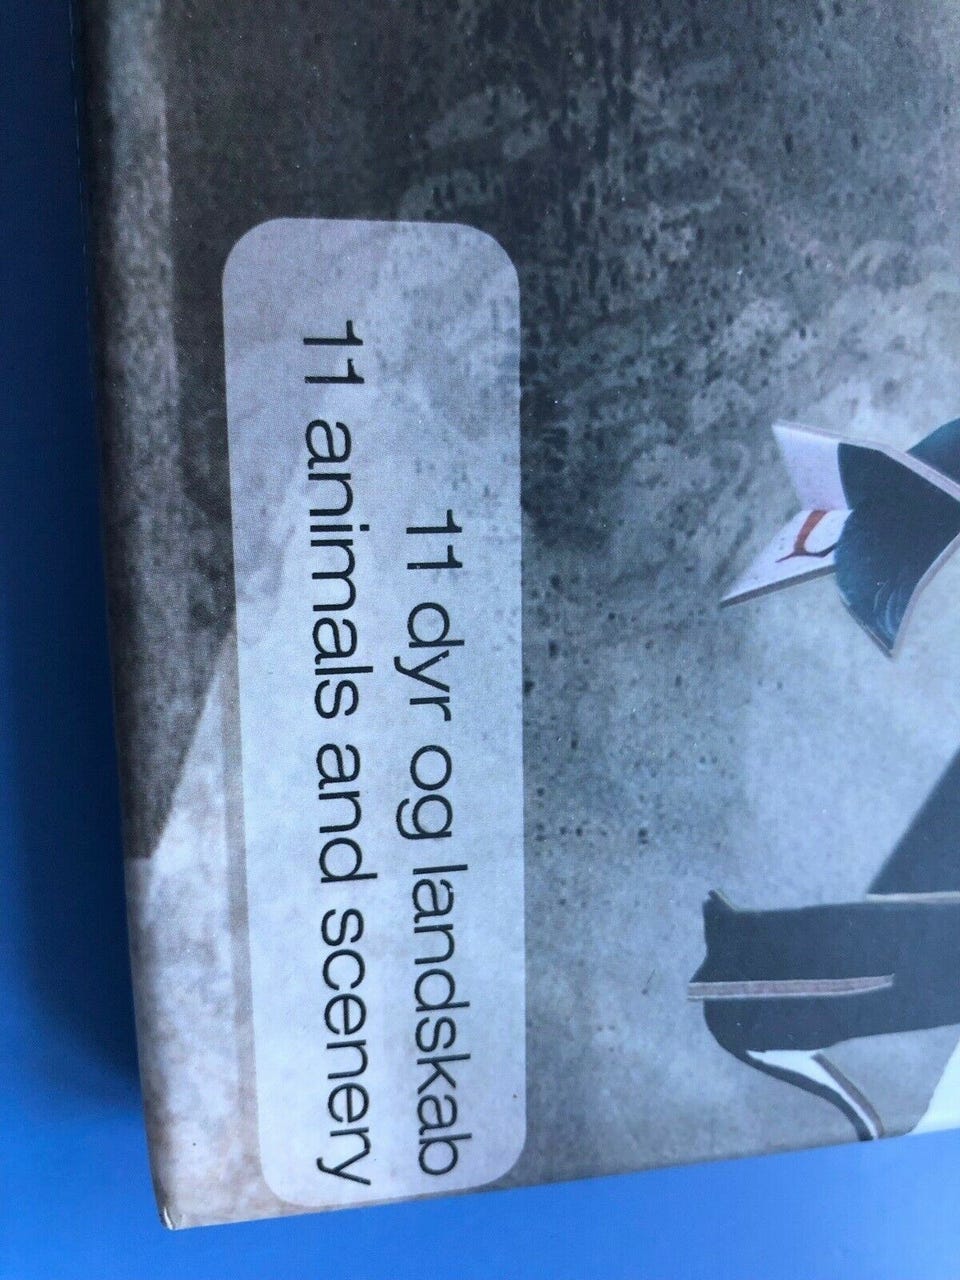 11 dyr og landskab
11 animals and scenery